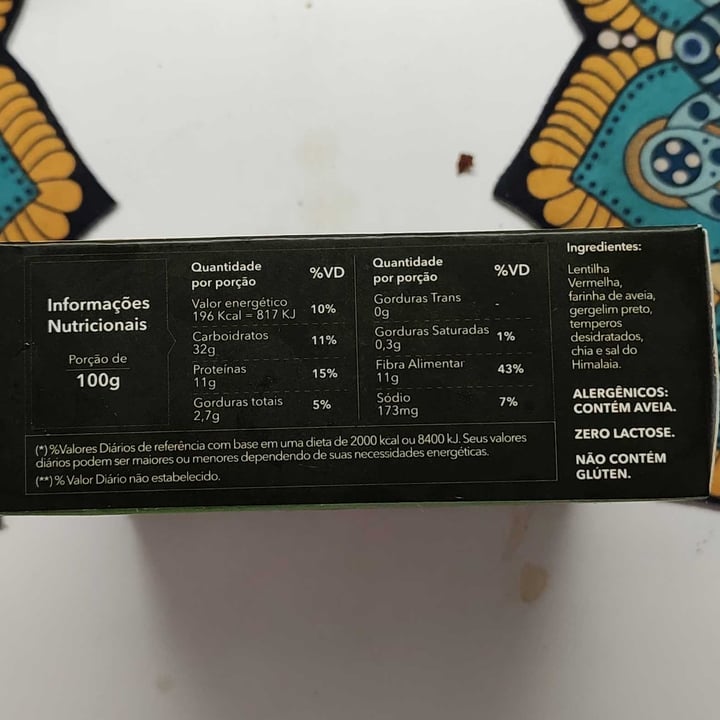 Informações
Nutricionais
Porção de
100g
Quantidade
por porção
%VD
Valor energético
196 Kcal = 817 KJ 10%
Carboidratos
32g 11%
Proteínas
11g 15%
Gorduras totais
2,7g 5%
Quantidade
por porção
%VD
Gorduras Trans
0g -
Gorduras Saturadas
0,3g 1%
Fibra Alimentar
11g 43%
Sódio
173mg 7%
(*) %Valores Diários de referência com base em uma dieta de 2000 kcal ou 8400 kJ. Seus valores
diários podem ser maiores ou menores dependendo de suas necessidades energéticas.
(**) % Valor Diário não estabelecido.
Ingredientes:
Lentilha
Vermelha,
farinha de aveia,
gergelim preto,
temperos
desidratados,
chia e sal do
Himalaia.
ALERGÊNICOS:
CONTÉM AVEIA.
ZERO LACTOSE.
NÃO CONTÉM
GLÚTEN.